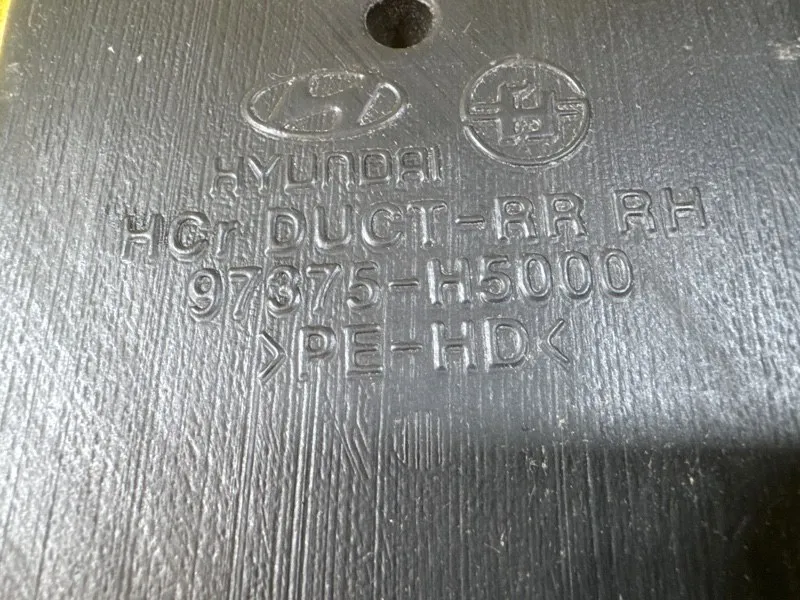 HYUNDAI
HCr DUCT-RR RH
97375-H5000
>PE-HD<